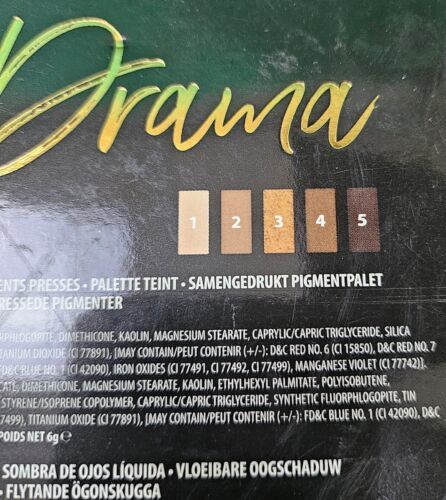 Drama
1 2 3 4 5
ENTS PRESSES • PALETTE TEINT • SAMENGEDRUKT PIGMENTPALET
RESSEDE PIGMENTER
PHLOGOPITE, DIMETHICONE, KAOLIN, MAGNESIUM STEARATE, CAPRYLIC/CAPRIC TRIGLYCERIDE, SILICA
TANIUM DIOXIDE (CI 77891), [MAY CONTAIN/PEUT CONTENIR (+/-): D&C RED NO. 6 (CI 15850), D&C RED NO. 7
FD&C BLUE NO. 1 (CI 42090), IRON OXIDES (CI 77491, CI 77492, CI 77499), MANGANESE VIOLET (CI 77742)].
CATE, DIMETHICONE, MAGNESIUM STEARATE, KAOLIN, ETHYLHEXYL PALMITATE, POLYISOBUTENE,
STYRENE/ISOPRENE COPOLYMER, CAPRYLIC/CAPRIC TRIGLYCERIDE, SYNTHETIC FLUORPHLOGOPITE, TIN
7499), TITANIUM OXIDE (CI 77891), [MAY CONTAIN/PEUT CONTENIR (+/-): FD&C BLUE NO. 1 (CI 42090), D&C
POIDS NET 6g ℮
SOMBRA DE OJOS LÍQUIDA • VLOEIBARE OOGSCHADUW
• FLYTANDE ÖGONSKUGGA